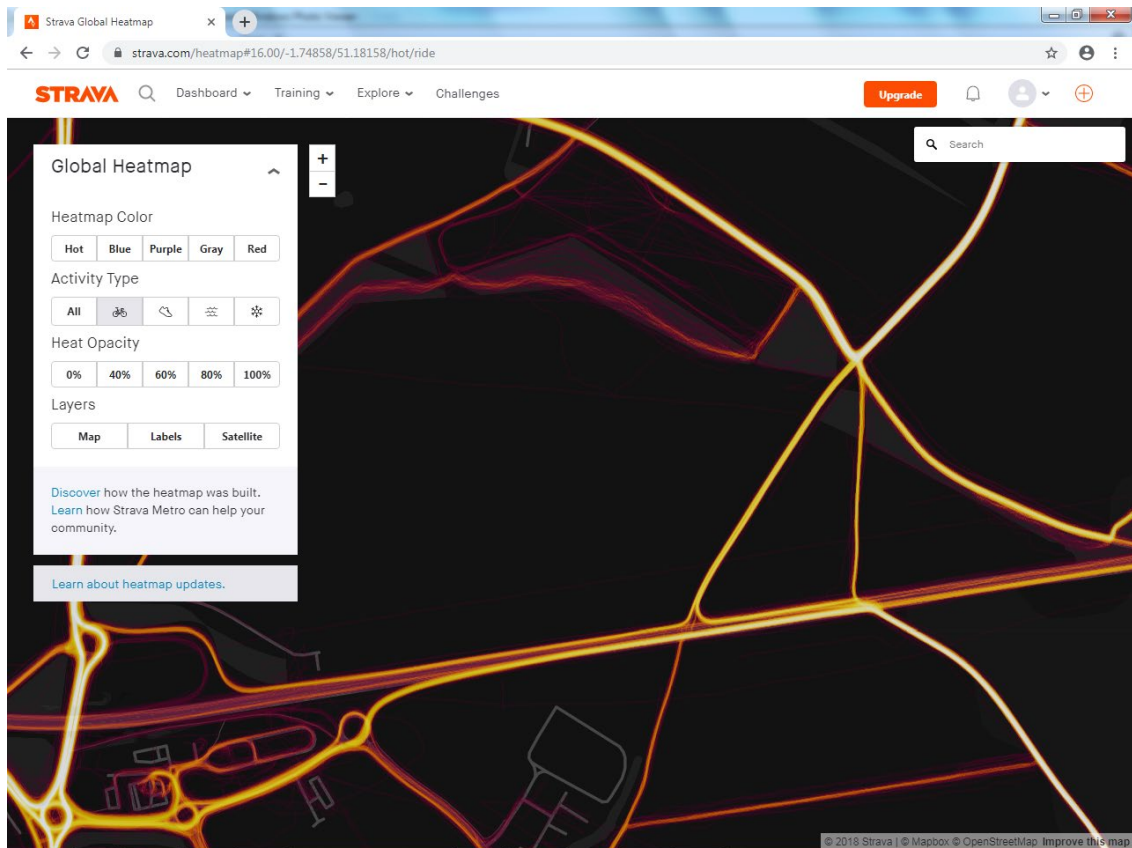 Strava Global Heatmap
strava.com/heatmap#16.00/-1.74858/51.18158/hot/ride
STRAVA Dashboard Training Explore Challenges Upgrade
Search
Global Heatmap
+
−
Heatmap Color
Hot Blue Purple Gray Red
Activity Type
All
Heat Opacity
0% 40% 60% 80% 100%
Layers
Map Labels Satellite
Discover how the heatmap was built.
Learn how Strava Metro can help your
community.
Learn about heatmap updates.
© 2018 Strava | © Mapbox © OpenStreetMap Improve this map